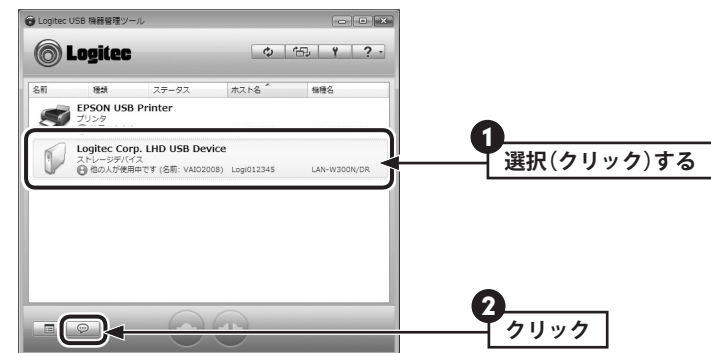 Logitec USB 機器管理ツール
Logitec
名前 種類 ステータス ホスト名 機種名
EPSON USB Printer
プリンタ
Logitec Corp. LHD USB Device
ストレージデバイス
他の人が使用中です (名前: VAIO2008) Logi012345 LAN-W300N/DR
1
選択(クリック)する
2
クリック